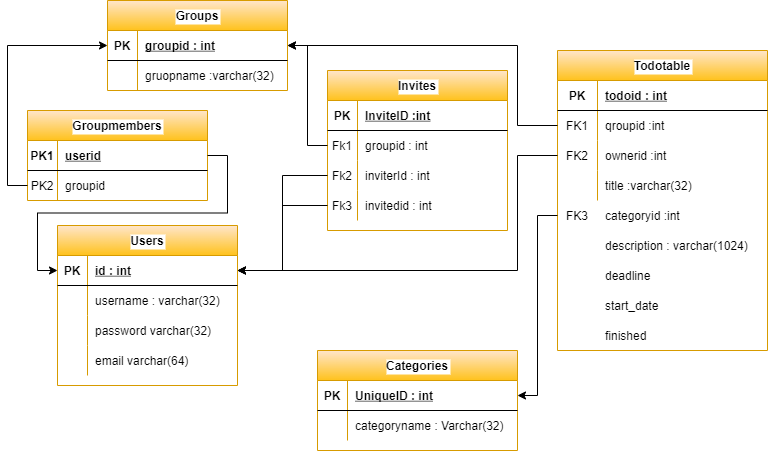 Groups
PK groupid : int
gruopname :varchar(32)
Groupmembers
PK1 userid
PK2 groupid
Users
PK id : int
username : varchar(32)
password varchar(32)
email varchar(64)
Invites
PK InviteID :int
Fk1 groupid : int
Fk2 inviterId : int
Fk3 invitedid : int
Categories
PK UniqueID : int
categoryname : Varchar(32)
Todotable
PK todoid : int
FK1 qroupid :int
FK2 ownerid : int
title :varchar(32)
FK3 categoryid :int
description : varchar(1024)
deadline
start_date
finished